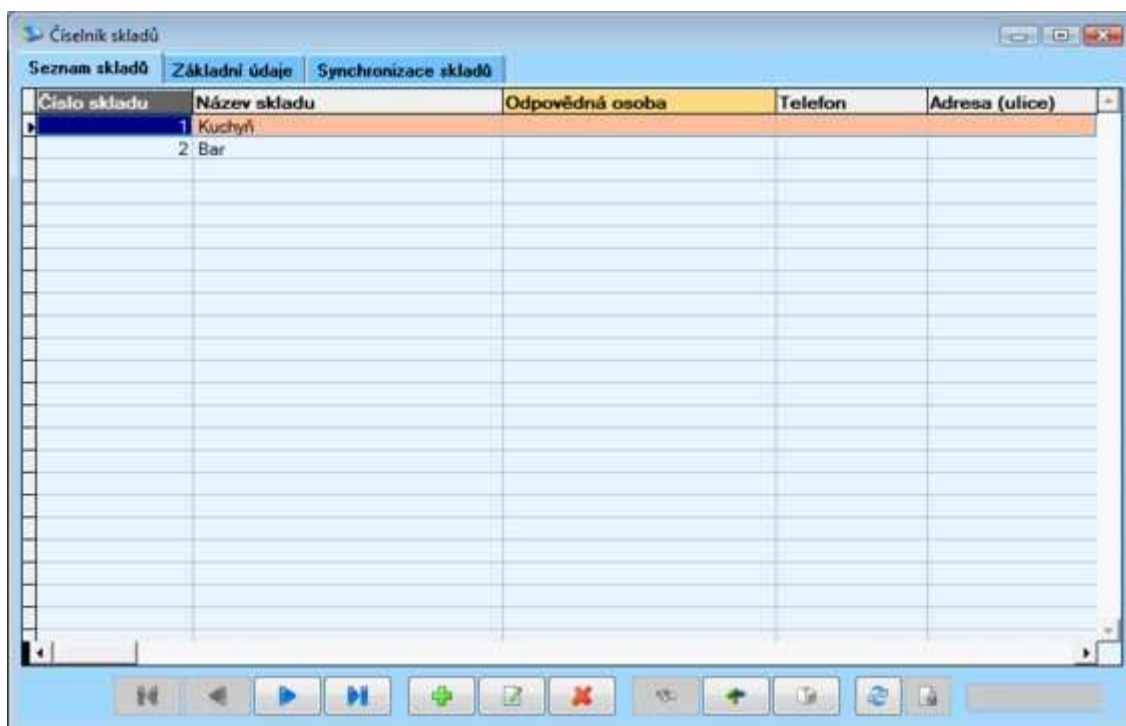 Číselník skladů
Seznam skladů Základní údaje Synchronizace skladů
Číslo skladu Název skladu Odpovědná osoba Telefon Adresa (ulice)
1 Kuchyň
2 Bar